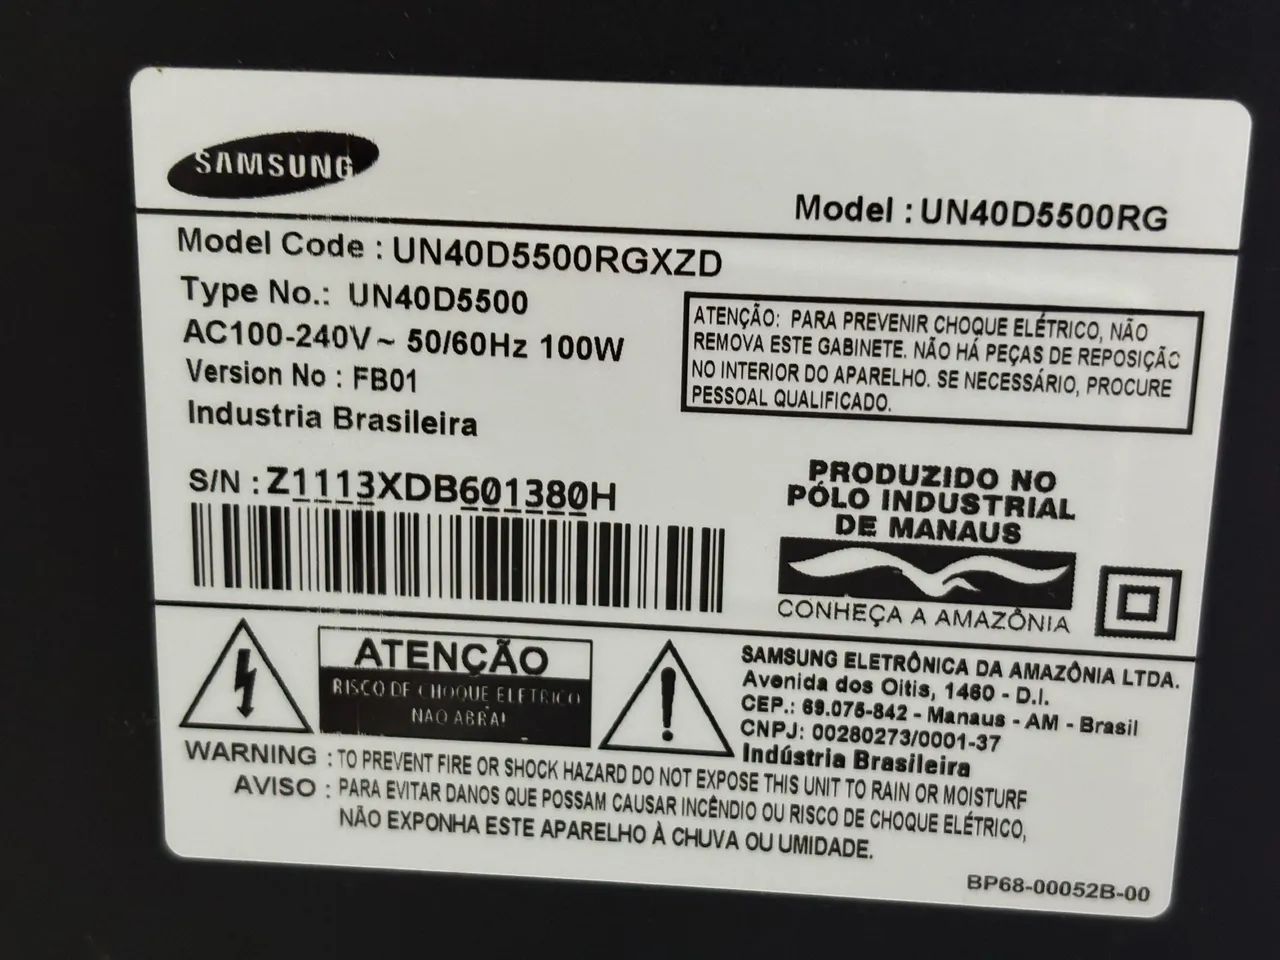 SAMSUNG
Model : UN40D5500RG
Model Code : UN40D5500RGXZD
Type No.: UN40D5500
AC100-240V~ 50/60Hz 100W
Version No : FB01
Industria Brasileira
ATENÇÃO: PARA PREVENIR CHOQUE ELÉTRICO, NÃO
REMOVA ESTE GABINETE. NÃO HÁ PEÇAS DE REPOSIÇÃO
NO INTERIOR DO APARELHO. SE NECESSÁRIO, PROCURE
PESSOAL QUALIFICADO.
S/N : Z1113XDB601380H
PRODUZIDO NO
PÓLO INDUSTRIAL
DE MANAUS
CONHEÇA A AMAZÔNIA
ATENÇÃO
RISCO DE CHOQUE ELETRICO
NAO ABRA!
SAMSUNG ELETRÔNICA DA AMAZÔNIA LTDA.
Avenida dos Oitis, 1460 - D.I.
CEP.: 69.075-842 - Manaus - AM - Brasil
CNPJ: 00280273/0001-37
Indústria Brasileira
WARNING : TO PREVENT FIRE OR SHOCK HAZARD DO NOT EXPOSE THIS UNIT TO RAIN OR MOISTURE
AVISO : PARA EVITAR DANOS QUE POSSAM CAUSAR INCÊNDIO OU RISCO DE CHOQUE ELÉTRICO,
NÃO EXPONHA ESTE APARELHO À CHUVA OU UMIDADE.
BP68-00052B-00